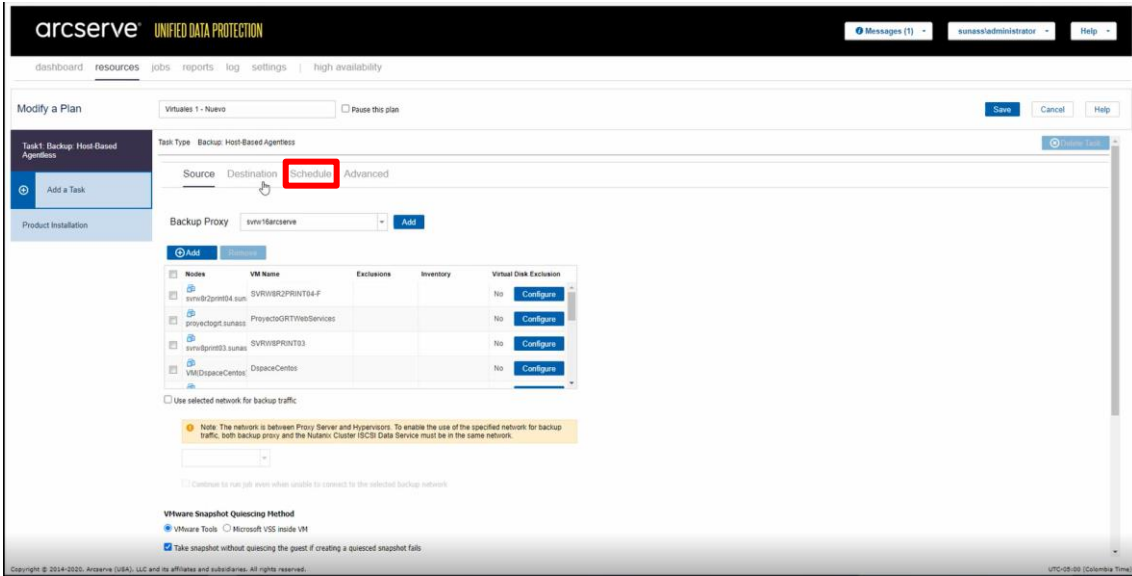 arcserve® UNIFIED DATA PROTECTION
Messages (1) sunass\administrator Help
dashboard resources jobs reports log settings | high availability
Modify a Plan Virtuales 1 - Nuevo Pause this plan Save Cancel Help
Task1: Backup: Host-Based Agentless
Task Type Backup: Host-Based Agentless Delete Task
Add a Task
Product Installation
Source Destination Schedule Advanced
Backup Proxy svrw16arcserve Add
Add Remove
Nodes VM Name Exclusions Inventory Virtual Disk Exclusion
svrw8r2print04.sun SVRW8R2PRINT04-F No Configure
proyectogrt.sunass ProyectoGRTWebServices No Configure
svrw8print03.sunas SVRW8PRINT03 No Configure
VM(DspaceCentos) DspaceCentos No Configure
Use selected network for backup traffic
Note: The network is between Proxy Server and Hypervisors. To enable the use of the specified network for backup
traffic, both backup proxy and the Nutanix Cluster ISCSI Data Service must be in the same network.
Continue to run job even when unable to connect to the selected backup network
VMware Snapshot Quiescing Method
VMware Tools Microsoft VSS inside VM
Take snapshot without quiescing the guest if creating a quiesced snapshot fails
Copyright © 2014-2020. Arcserve (USA), LLC and its affiliates and subsidiaries. All rights reserved. UTC-05:00 (Colombia Time)